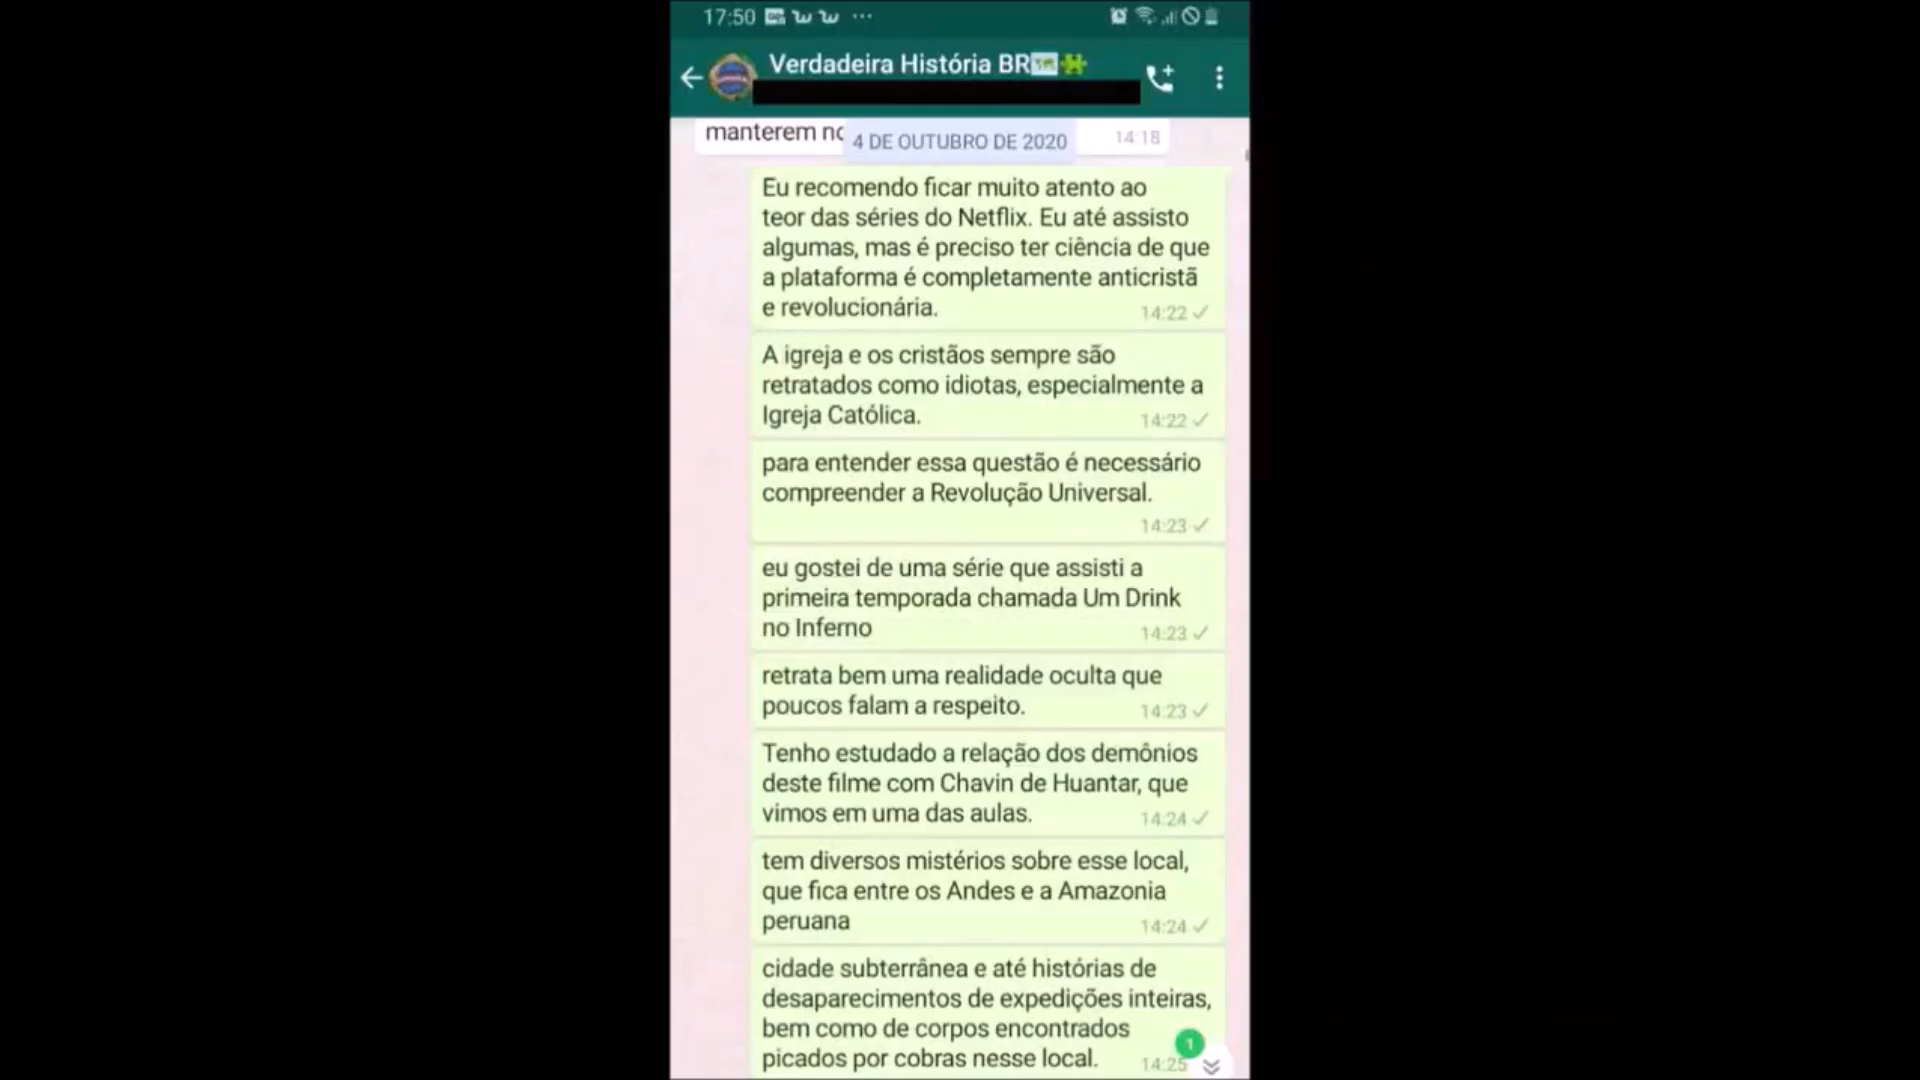 17:50
Verdadeira História BR
manterem no
14:18
4 DE OUTUBRO DE 2020
Eu recomendo ficar muito atento ao
teor das séries do Netflix. Eu até assisto
algumas, mas é preciso ter ciência de que
a plataforma é completamente anticristã
e revolucionária.
14:22
A igreja e os cristãos sempre são
retratados como idiotas, especialmente a
Igreja Católica.
14:22
para entender essa questão é necessário
compreender a Revolução Universal.
14:23
eu gostei de uma série que assisti a
primeira temporada chamada Um Drink
no Inferno
14:23
retrata bem uma realidade oculta que
poucos falam a respeito.
14:23
Tenho estudado a relação dos demônios
deste filme com Chavin de Huantar, que
vimos em uma das aulas.
14:24
tem diversos mistérios sobre esse local,
que fica entre os Andes e a Amazonia
peruana
14:24
cidade subterrânea e até histórias de
desaparecimentos de expedições inteiras,
bem como de corpos encontrados
picados por cobras nesse local.
14:25
1